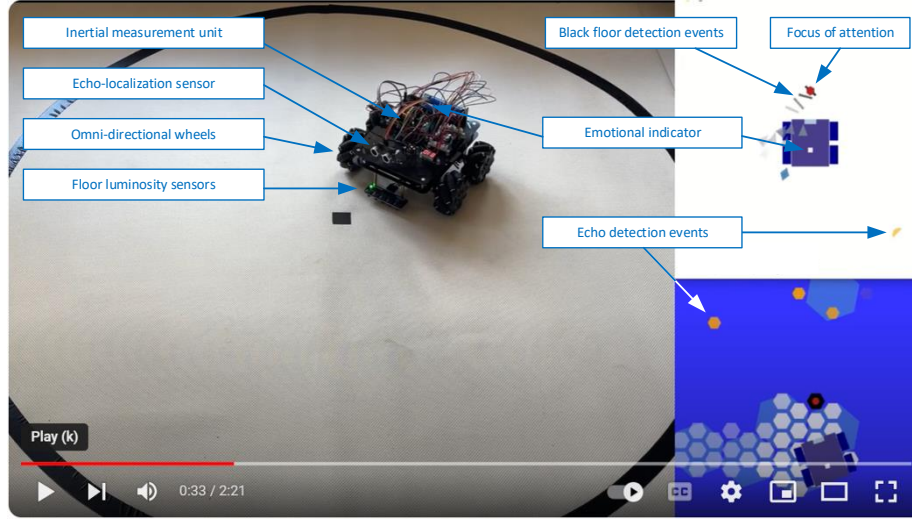 Inertial measurement unit
Black floor detection events
Focus of attention
Echo-localization sensor
Omni-directional wheels
Emotional indicator
Floor luminosity sensors
Echo detection events
Play (k)
0:33 / 2:21
CC